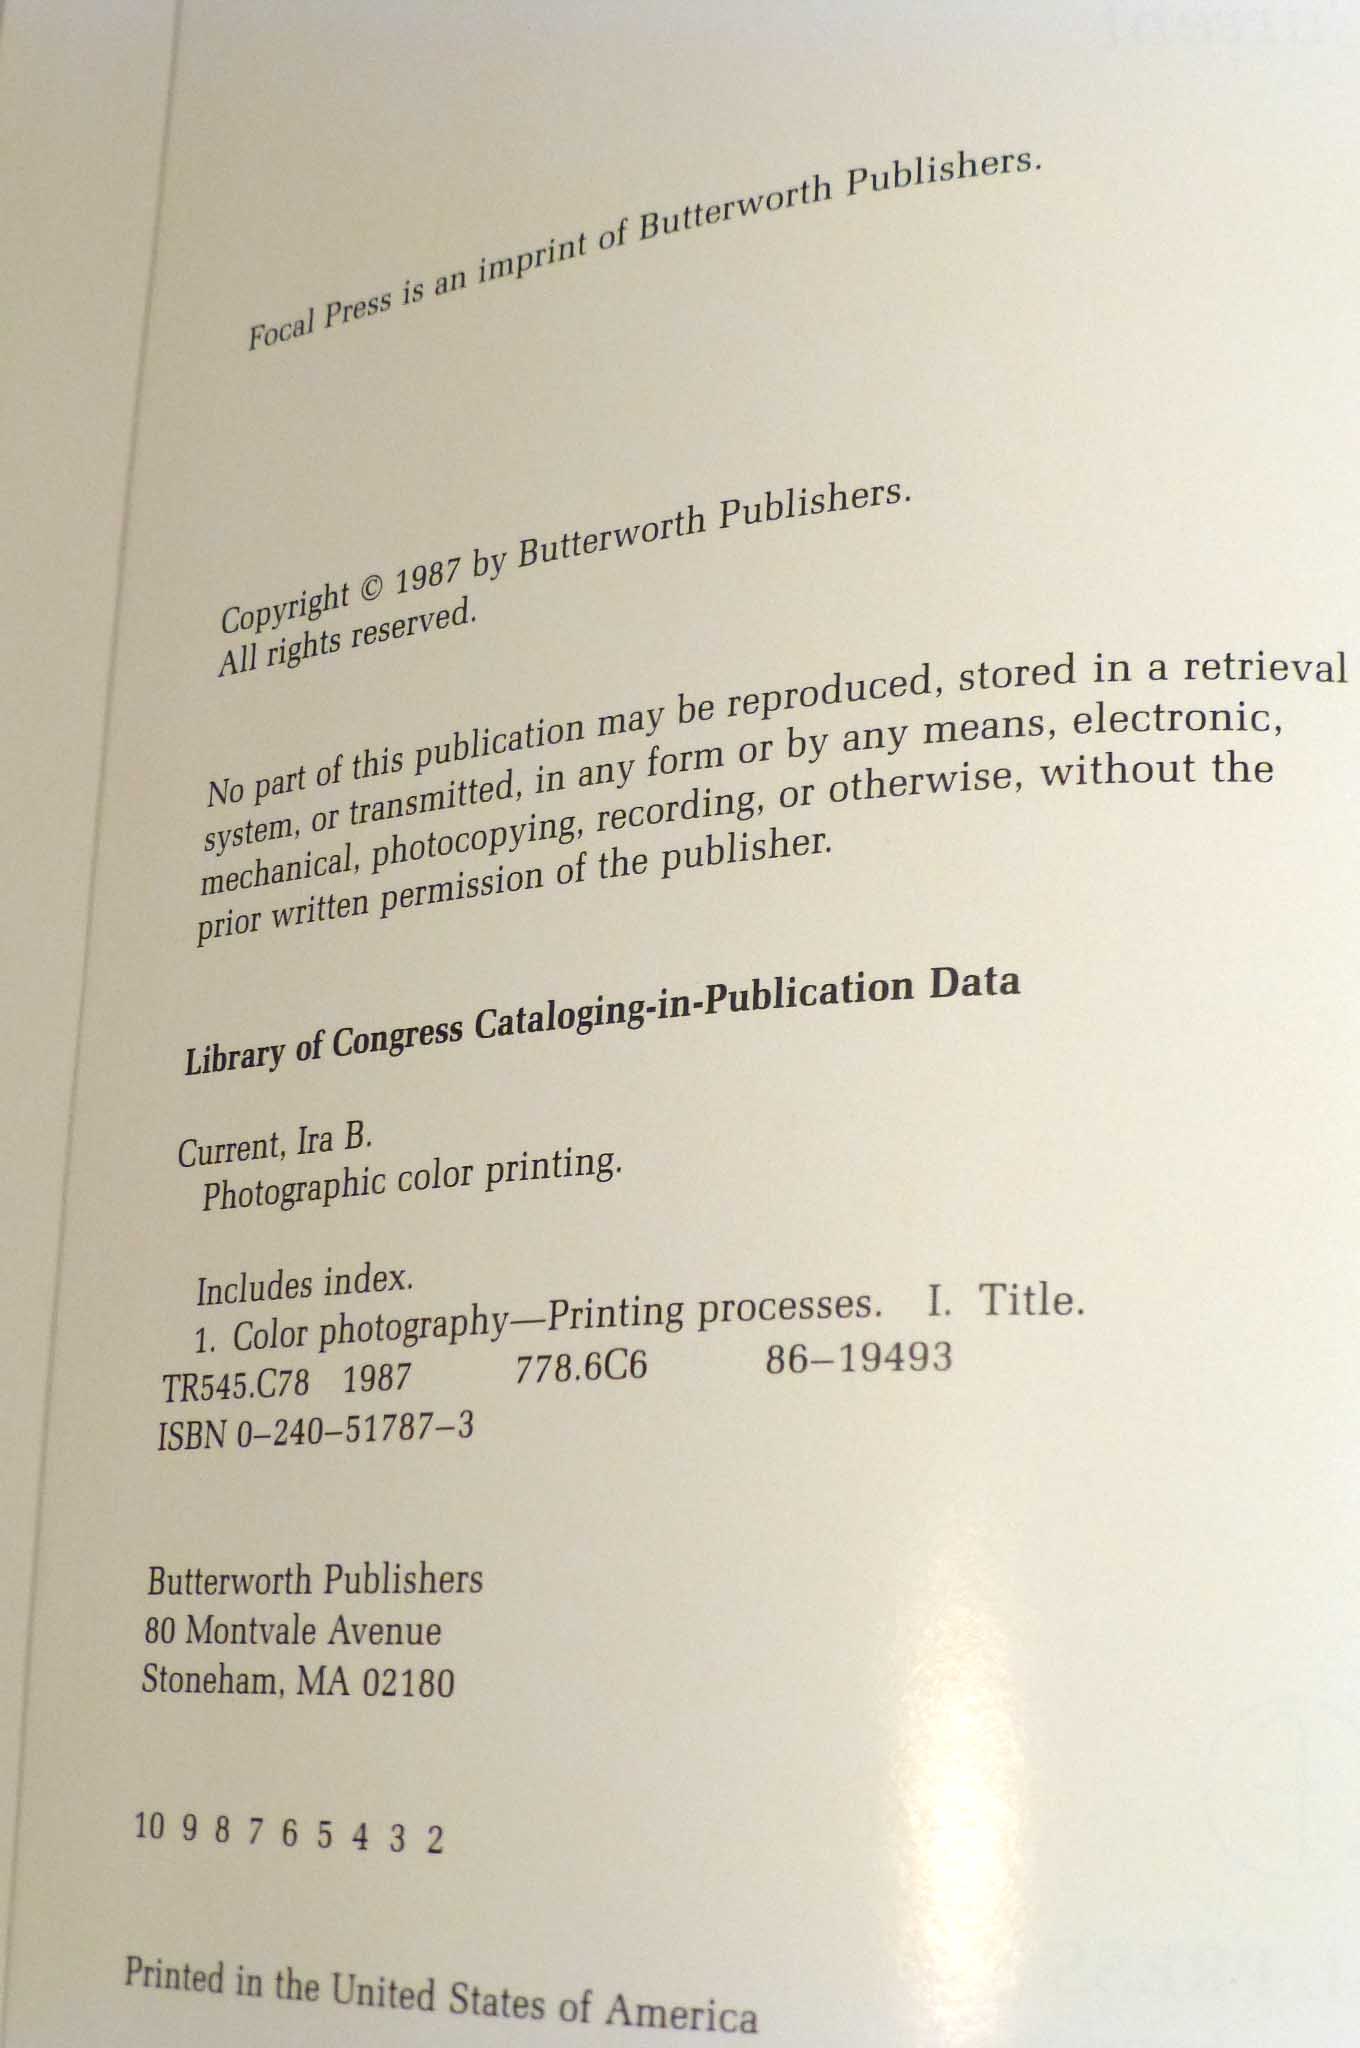 Focal Press is an imprint of Butterworth Publishers.
Copyright © 1987 by Butterworth Publishers.
All rights reserved.
No part of this publication may be reproduced, stored in a retrieval
system, or transmitted, in any form or by any means, electronic,
mechanical, photocopying, recording, or otherwise, without the
prior written permission of the publisher.
Library of Congress Cataloging-in-Publication Data
Current, Ira B.
Photographic color printing.
Includes index.
1. Color photography—Printing processes. I. Title.
TR545.C78 1987 778.6C6 86–19493
ISBN 0–240–51787–3
Butterworth Publishers
80 Montvale Avenue
Stoneham, MA 02180
10 9 8 7 6 5 4 3 2
Printed in the United States of America